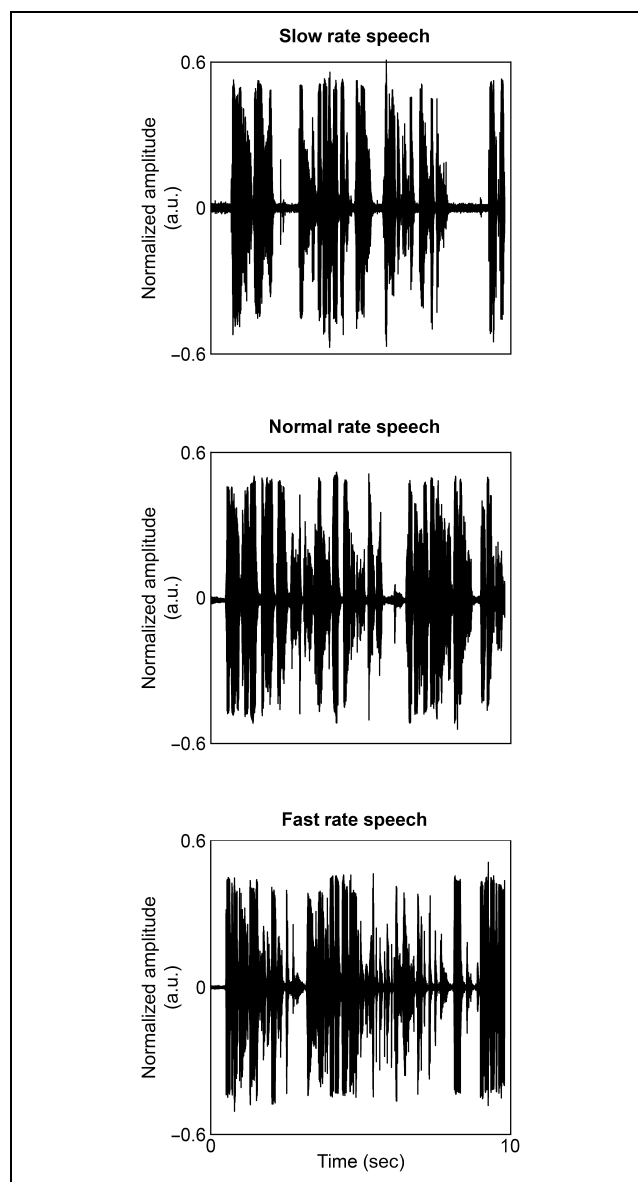 Slow rate speech
0.6
Normalized amplitude
(a.u.)
0
–0.6
Normal rate speech
0.6
Normalized amplitude
(a.u.)
0
–0.6
Fast rate speech
0.6
Normalized amplitude
(a.u.)
0
–0.6
0
10
Time (sec)